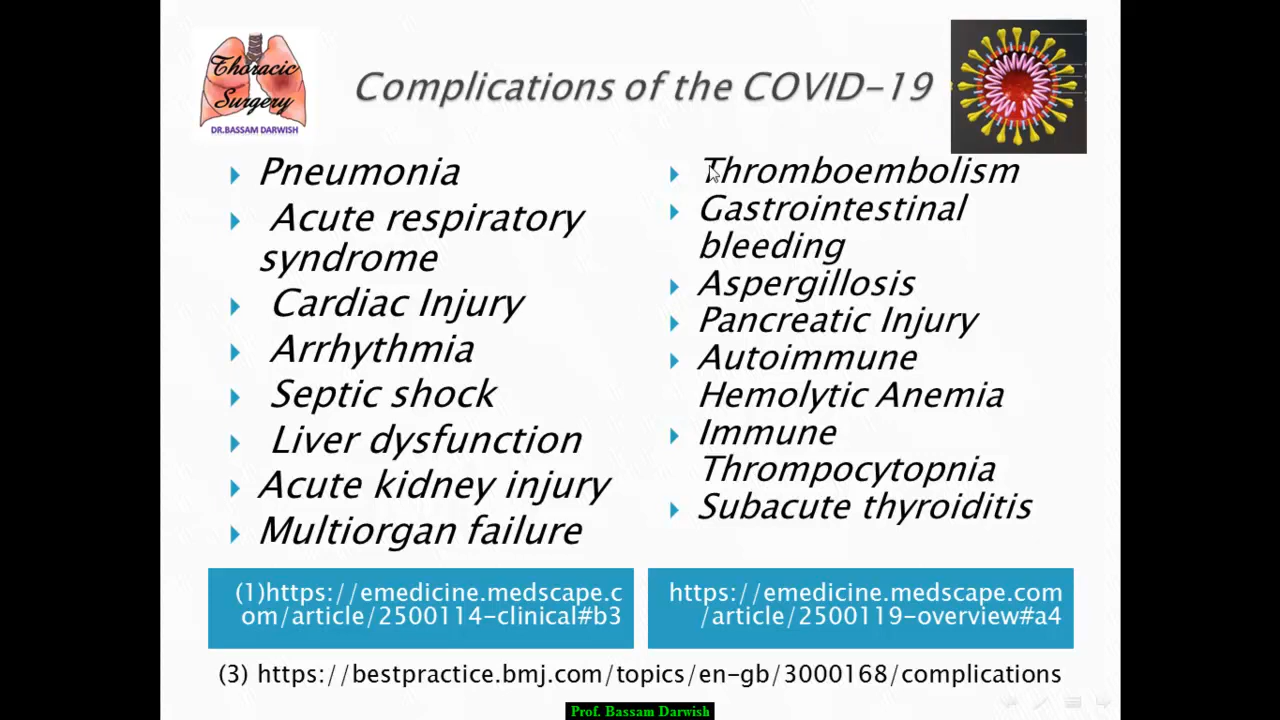 Thoracic
Surgery
DR.BASSAM DARWISH
Complications of the COVID-19
Pneumonia
Acute respiratory
syndrome
Cardiac Injury
Arrhythmia
Septic shock
Liver dysfunction
Acute kidney injury
Multiorgan failure
Thromboembolism
Gastrointestinal
bleeding
Aspergillosis
Pancreatic Injury
Autoimmune
Hemolytic Anemia
Immune
Thrompocytopnia
Subacute thyroiditis
(1)https://emedicine.medscape.c
om/article/2500114-clinical#b3
https://emedicine.medscape.com
/article/2500119-overview#a4
(3) https://bestpractice.bmj.com/topics/en-gb/3000168/complications
Prof. Bassam Darwish